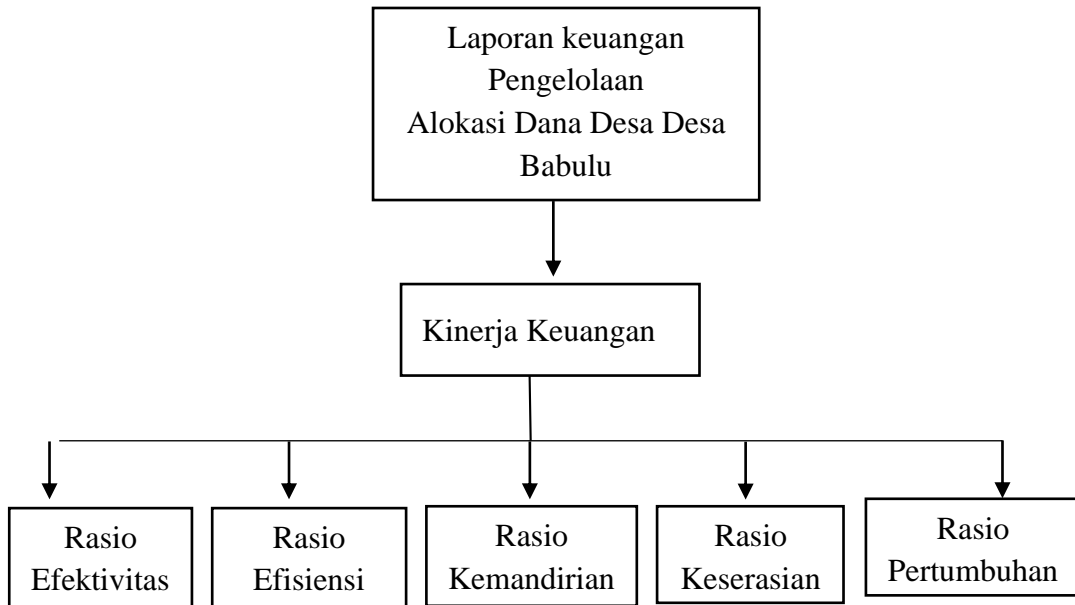 Laporan keuangan
Pengelolaan
Alokasi Dana Desa Desa
Babulu
Kinerja Keuangan
Rasio
Efektivitas
Rasio
Efisiensi
Rasio
Kemandirian
Rasio
Keserasian
Rasio
Pertumbuhan